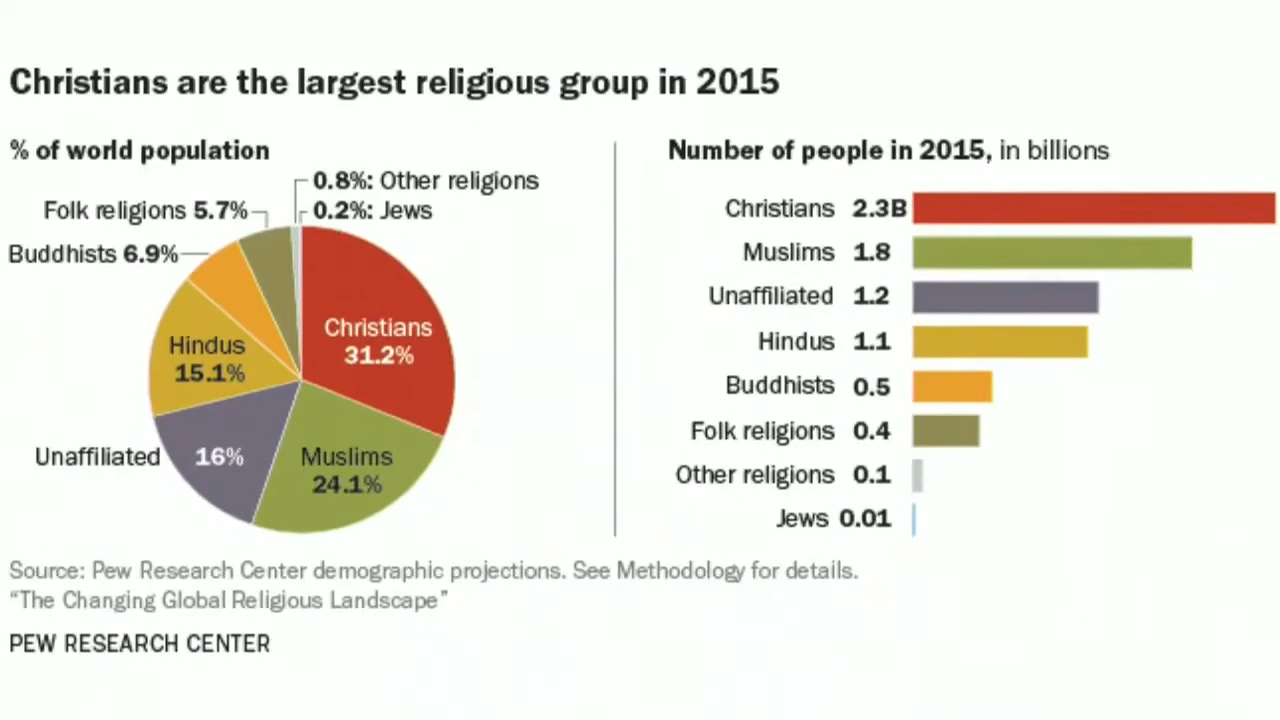 Christians are the largest religious group in 2015
% of world population
0.8%: Other religions
Folk religions 5.7%
0.2%: Jews
Buddhists 6.9%
Christians
31.2%
Hindus
15.1%
Unaffiliated 16%
Muslims
24.1%
Number of people in 2015, in billions
Christians 2.3B
Muslims 1.8
Unaffiliated 1.2
Hindus 1.1
Buddhists 0.5
Folk religions 0.4
Other religions 0.1
Jews 0.01
Source: Pew Research Center demographic projections. See Methodology for details.
“The Changing Global Religious Landscape”
PEW RESEARCH CENTER